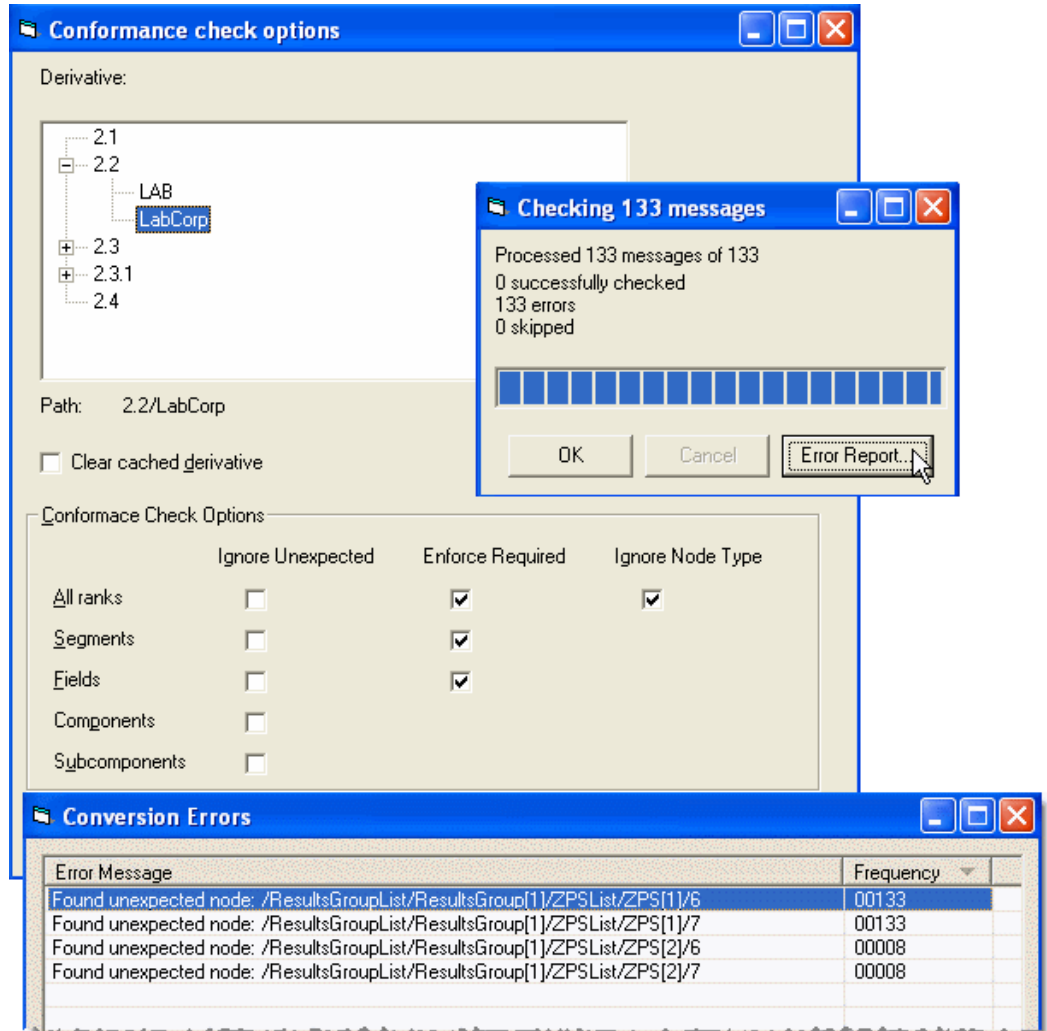 Conformance check options
Derivative:
2.1
2.2
LAB
LabCorp
2.3
2.3.1
2.4
Path: 2.2/LabCorp
Clear cached derivative
Checking 133 messages
Processed 133 messages of 133
0 successfully checked
133 errors
0 skipped
OK Cancel Error Report...
Conformace Check Options
Ignore Unexpected Enforce Required Ignore Node Type
All ranks
Segments
Fields
Components
Subcomponents
Conversion Errors
Error Message Frequency
Found unexpected node: /ResultsGroupList/ResultsGroup[1]/ZPSList/ZPS[1]/6 00133
Found unexpected node: /ResultsGroupList/ResultsGroup[1]/ZPSList/ZPS[1]/7 00133
Found unexpected node: /ResultsGroupList/ResultsGroup[1]/ZPSList/ZPS[2]/6 00008
Found unexpected node: /ResultsGroupList/ResultsGroup[1]/ZPSList/ZPS[2]/7 00008